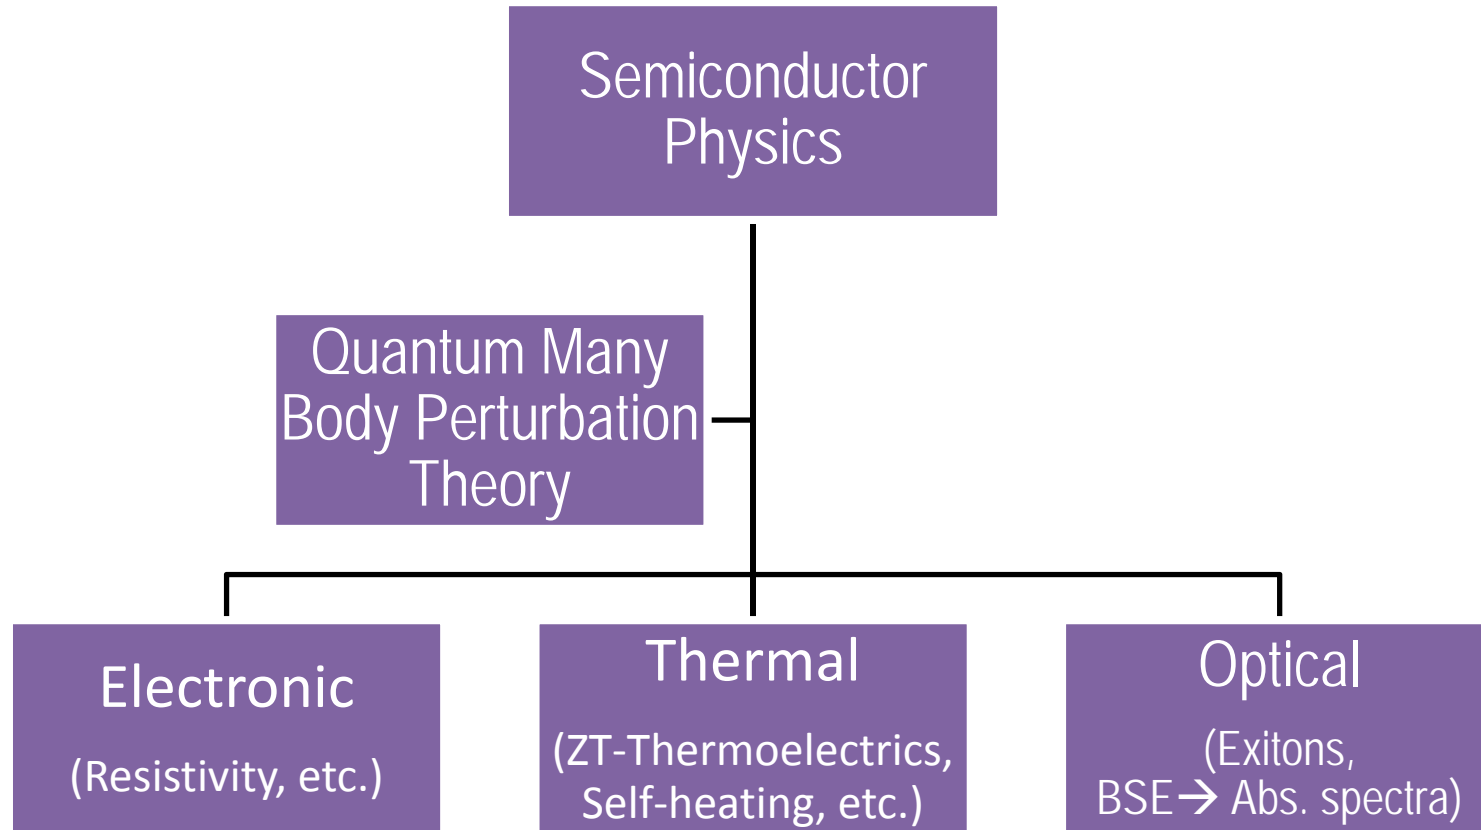 Semiconductor
Physics
Quantum Many
Body Perturbation
Theory
Electronic
(Resistivity, etc.)
Thermal
(ZT-Thermoelectrics,
Self-heating, etc.)
Optical
(Exitons,
BSE→ Abs. spectra)